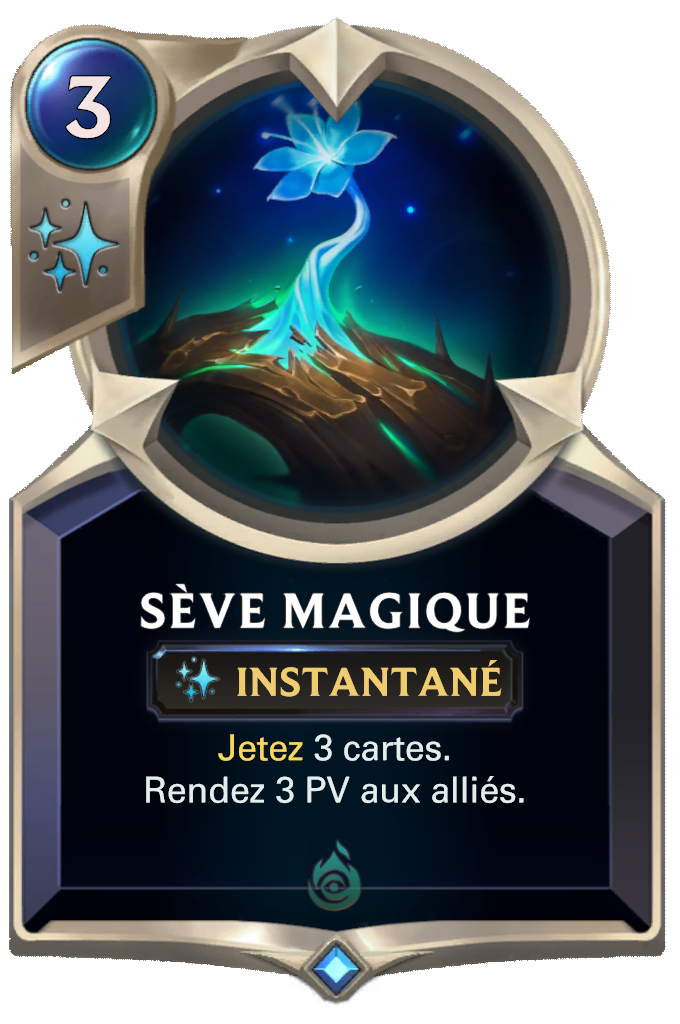 3
SÈVE MAGIQUE
INSTANTANÉ
Jetez 3 cartes.
Rendez 3 PV aux alliés.